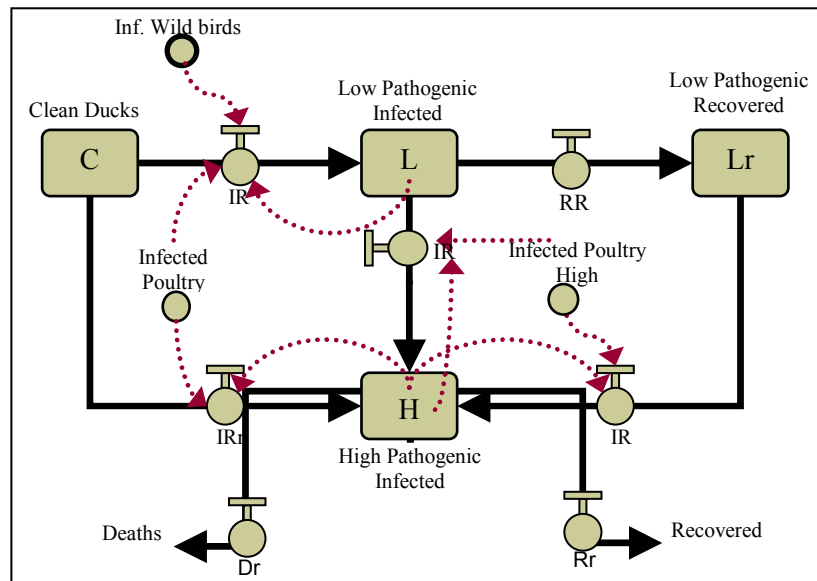 Inf. Wild birds
Clean Ducks
Low Pathogenic
Infected
Low Pathogenic
Recovered
C
L
Lr
IR
RR
Infected
Poultry
IR
Infected Poultry
High
H
IRr
IR
High Pathogenic
Infected
Deaths
Dr
Rr
Recovered